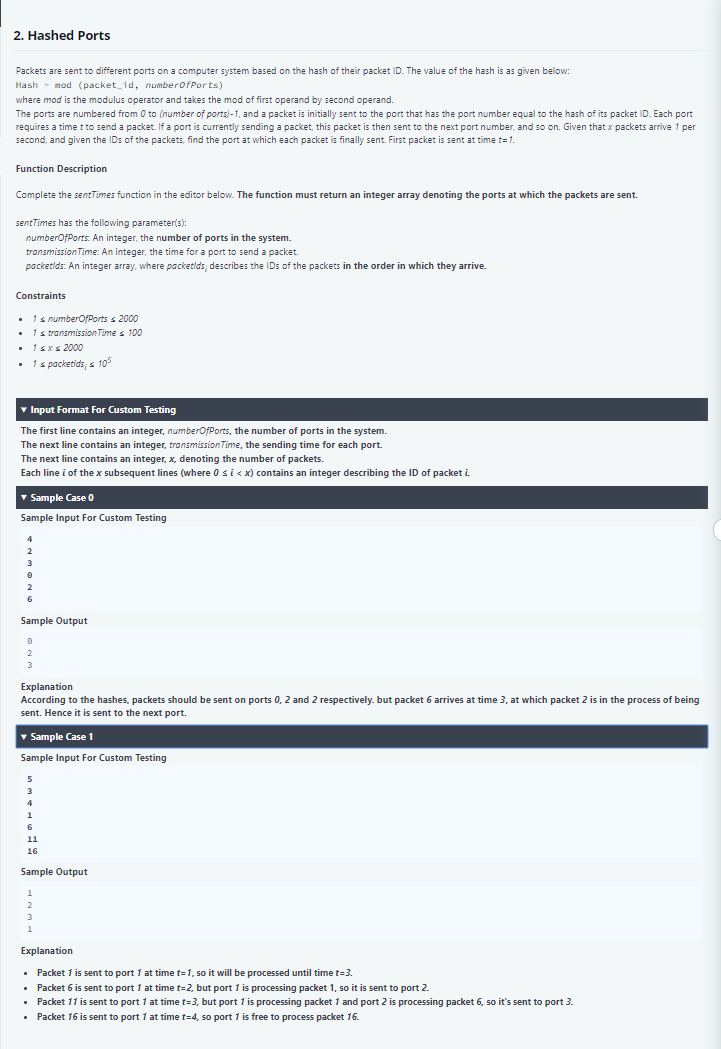 2. Hashed Ports
Packets are sent to different ports on a computer system based on the hash of their packet ID. The value of the hash is as given below:
Hash = mod (packet_id, numberOfPorts)
where mod is the modulus operator and takes the mod of first operand by second operand.
The ports are numbered from 0 to (number of ports)-1, and a packet is initially sent to the port that has the port number equal to the hash of its packet ID. Each port
requires a time t to send a packet. If a port is currently sending a packet, this packet is then sent to the next port number, and so on. Given that x packets arrive 1 per
second, and given the IDs of the packets, find the port at which each packet is finally sent. First packet is sent at time t=1.
Function Description
Complete the sentTimes function in the editor below. The function must return an integer array denoting the ports at which the packets are sent.
sentTimes has the following parameter(s):
numberOfPorts: An integer, the number of ports in the system.
transmissionTime: An integer, the time for a port to send a packet.
packetIds: An integer array, where packetIdsᵢ describes the IDs of the packets in the order in which they arrive.
Constraints
• 1 ≤ numberOfPorts ≤ 2000
• 1 ≤ transmissionTime ≤ 100
• 1 ≤ x ≤ 2000
• 1 ≤ packetIdsᵢ ≤ 10⁵
▼ Input Format For Custom Testing
The first line contains an integer, numberOfPorts, the number of ports in the system.
The next line contains an integer, transmissionTime, the sending time for each port.
The next line contains an integer, x, denoting the number of packets.
Each line i of the x subsequent lines (where 0 ≤ i < x) contains an integer describing the ID of packet i.
▼ Sample Case 0
Sample Input For Custom Testing
4
2
3
0
2
6
Sample Output
0
2
3
Explanation
According to the hashes, packets should be sent on ports 0, 2 and 2 respectively. but packet 6 arrives at time 3, at which packet 2 is in the process of being
sent. Hence it is sent to the next port.
▼ Sample Case 1
Sample Input For Custom Testing
5
3
4
1
6
11
16
Sample Output
1
2
3
1
Explanation
• Packet 1 is sent to port 1 at time t=1, so it will be processed until time t=3.
• Packet 6 is sent to port 1 at time t=2, but port 1 is processing packet 1, so it is sent to port 2.
• Packet 11 is sent to port 1 at time t=3, but port 1 is processing packet 1 and port 2 is processing packet 6, so it's sent to port 3.
• Packet 16 is sent to port 1 at time t=4, so port 1 is free to process packet 16.